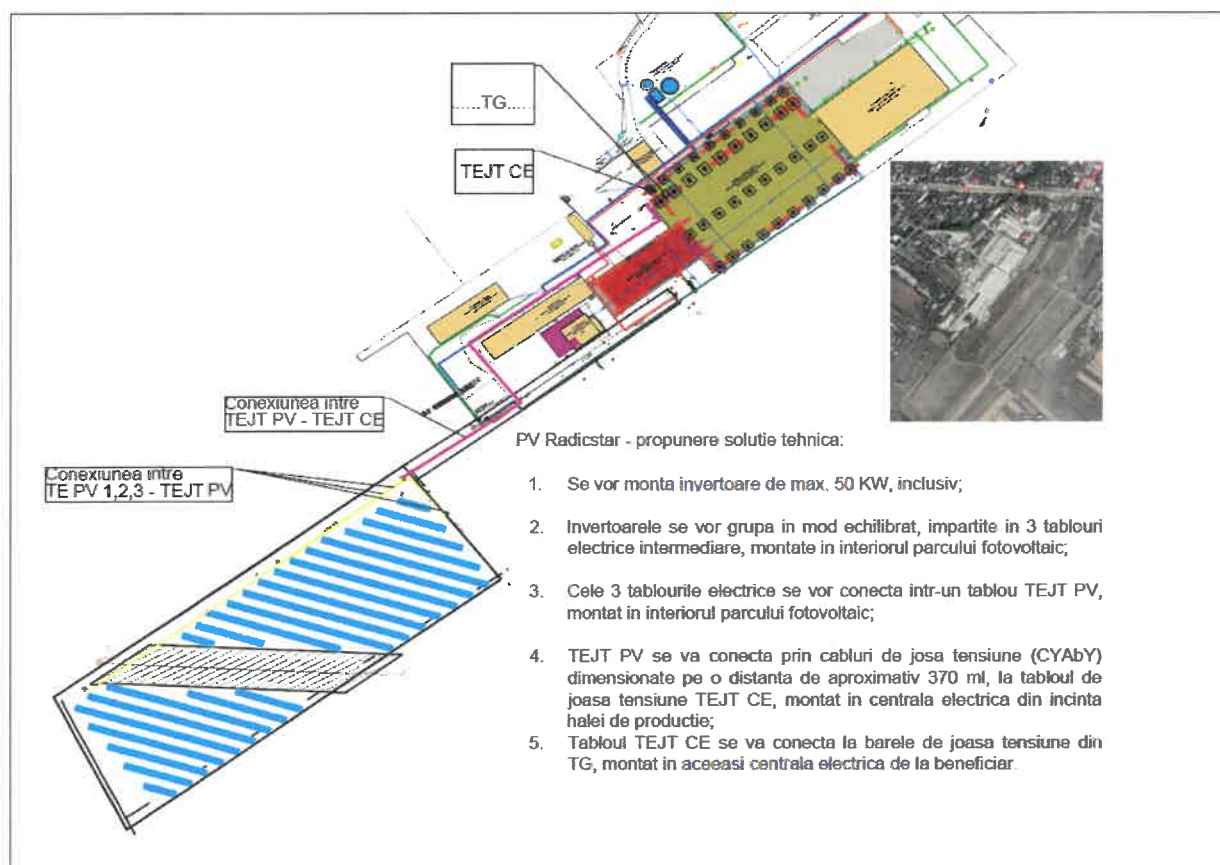 TG
TEJT CE
Conexiunea intre
TEJT PV - TEJT CE
Conexiunea intre
TE PV 1,2,3 - TEJT PV
PV Radicstar - propunere solutie tehnica:
1. Se vor monta invertoare de max. 50 KW, inclusiv;
2. Invertoarele se vor grupa in mod echilibrat, impartite in 3 tablouri
electrice intermediare, montate in interiorul parcului fotovoltaic;
3. Cele 3 tablourile electrice se vor conecta intr-un tablou TEJT PV,
montat in interiorul parcului fotovoltaic;
4. TEJT PV se va conecta prin cabluri de josa tensiune (CYAbY)
dimensionate pe o distanta de aproximativ 370 ml, la tabloul de
joasa tensiune TEJT CE, montat in centrala electrica din incinta
halei de productie;
5. Tabloul TEJT CE se va conecta la barele de joasa tensiune din
TG, montat in aceeasi centrala electrica de la beneficiar.